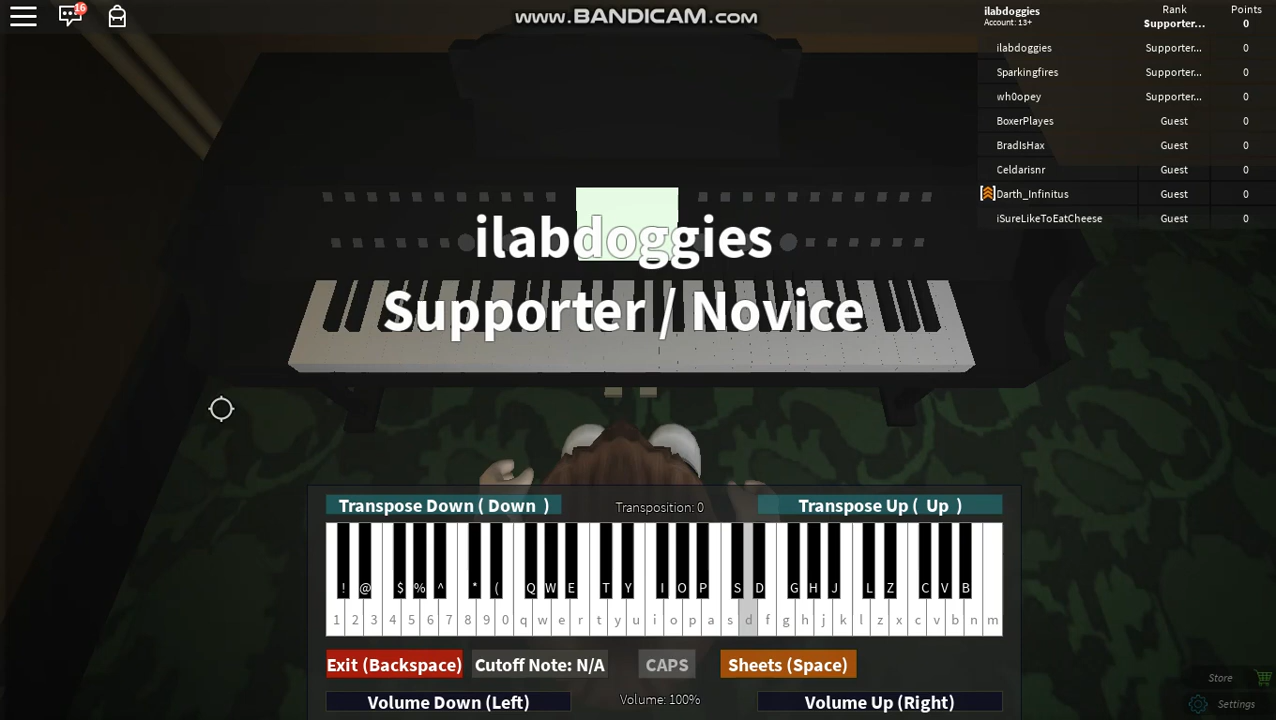 16
www.BANDICAM.com
ilabdoggies
Account: 13+
Rank
Supporter...
Points
0
ilabdoggies Supporter... 0
Sparkingfires Supporter... 0
wh0opey Supporter... 0
BoxerPlayes Guest 0
BradIsHax Guest 0
Celdarisnr Guest 0
Darth_Infinitus Guest 0
iSureLikeToEatCheese Guest 0
ilabdoggies
Supporter / Novice
Transpose Down ( Down )
Transposition: 0
Transpose Up ( Up )
! @ $ % ^ * ( Q W E T Y I O P S D G H J L Z C V B
1 2 3 4 5 6 7 8 9 0 q w e r t y u i o p a s d f g h j k l z x c v b n m
Exit (Backspace)
Cutoff Note: N/A
CAPS
Sheets (Space)
Store
Volume Down (Left)
Volume: 100%
Volume Up (Right)
Settings